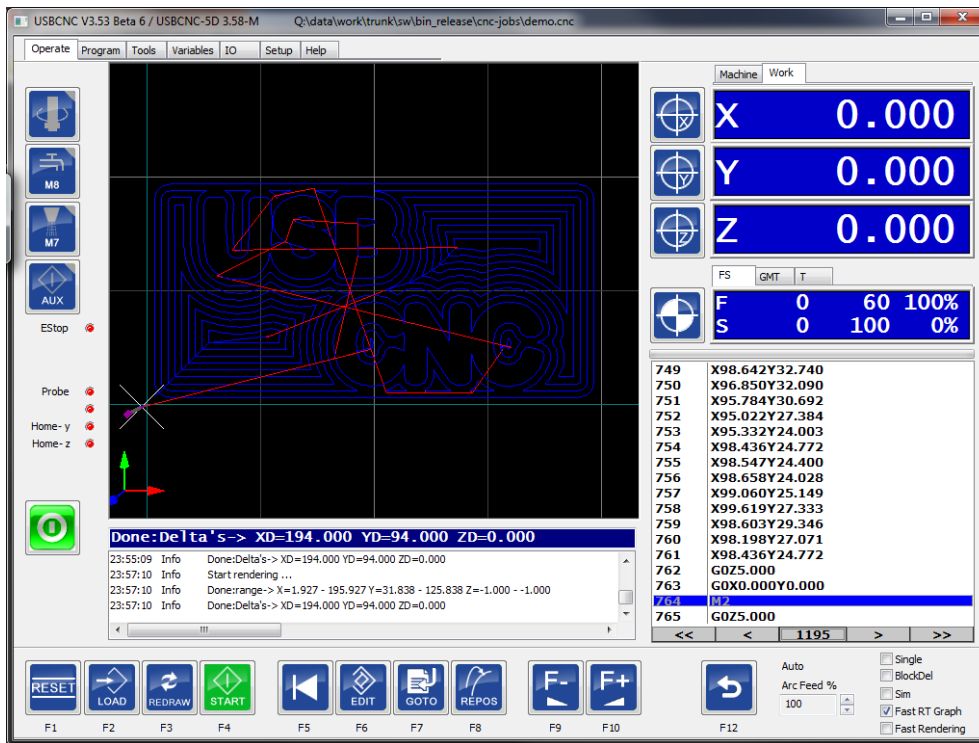 USBCNC V3.53 Beta 6 / USBCNC-5D 3.58-M Q:\data\work\trunk\sw\bin_release\cnc-jobs\demo.cnc
Operate Program Tools Variables IO Setup Help
M8
M7
AUX
EStop
Probe
Home- y
Home- z
USB
CNC
Machine Work
X 0.000
Y 0.000
Z 0.000
FS GMT T
F 0 60 100%
S 0 100 0%
749 X98.642Y32.740
750 X96.850Y32.090
751 X95.784Y30.692
752 X95.022Y27.384
753 X95.332Y24.003
754 X98.436Y24.772
755 X98.547Y24.400
756 X98.658Y24.028
757 X99.060Y25.149
758 X99.619Y27.333
759 X98.603Y29.346
760 X98.198Y27.071
761 X98.436Y24.772
762 G0Z5.000
763 G0X0.000Y0.000
764 M2
765 G0Z5.000
<< < 1195 > >>
Done:Delta's-> XD=194.000 YD=94.000 ZD=0.000
23:55:09 Info Done:Delta's-> XD=194.000 YD=94.000 ZD=0.000
23:57:10 Info Start rendering ...
23:57:10 Info Done:range-> X=1.927 - 195.927 Y=31.838 - 125.838 Z=-1.000 - -1.000
23:57:10 Info Done:Delta's-> XD=194.000 YD=94.000 ZD=0.000
RESET LOAD REDRAW START EDIT GOTO REPOS F- F+
F1 F2 F3 F4 F5 F6 F7 F8 F9 F10 F12
Auto
Arc Feed %
100
Single
BlockDel
Sim
Fast RT Graph
Fast Rendering